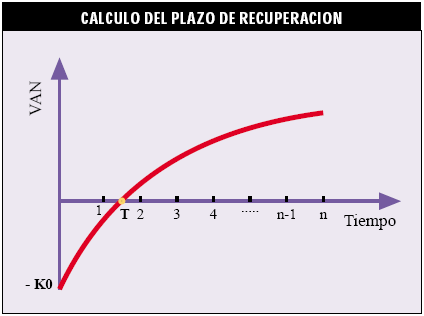 CALCULO DEL PLAZO DE RECUPERACION
VAN
1 T 2 3 4 ..... n-1 n
Tiempo
- K0